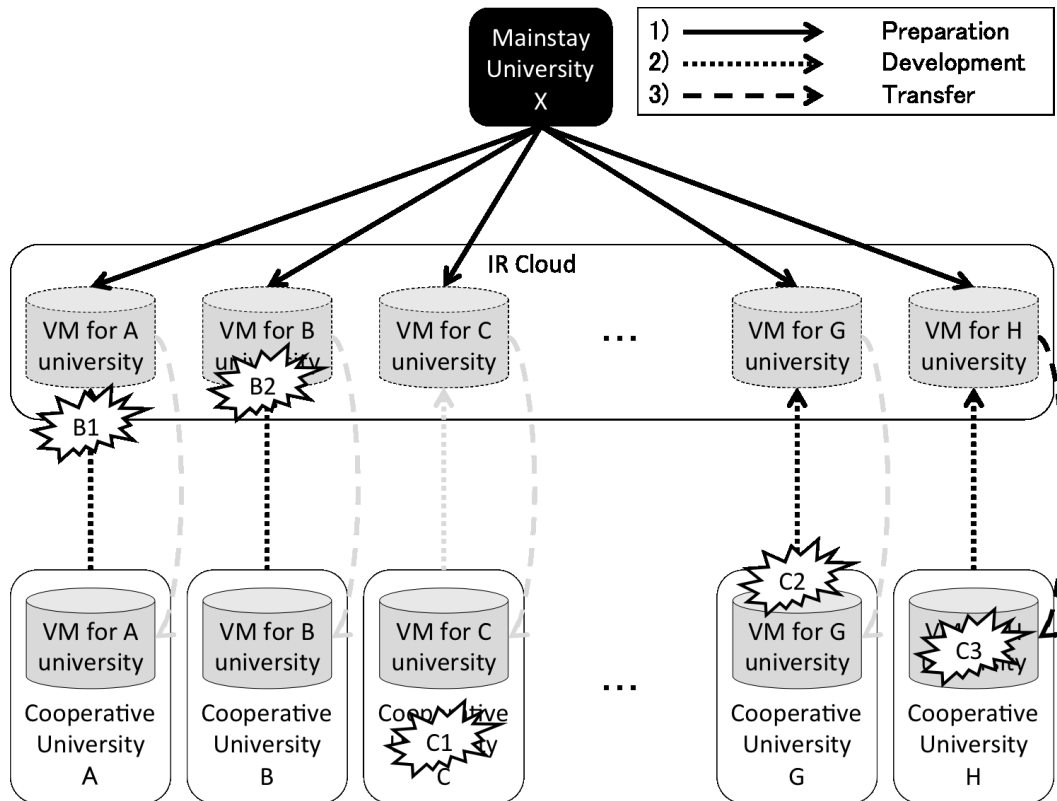 Mainstay
University
X
1) Preparation
2) Development
3) Transfer
IR Cloud
VM for A
university
VM for B
VM for C
university
...
VM for G
university
VM for H
university
B1
B2
VM for A
university
Cooperative
University
A
VM for B
university
Cooperative
University
B
VM for C
university
C1
C
...
C2
VM for G
university
Cooperative
University
G
C3
Cooperative
University
H